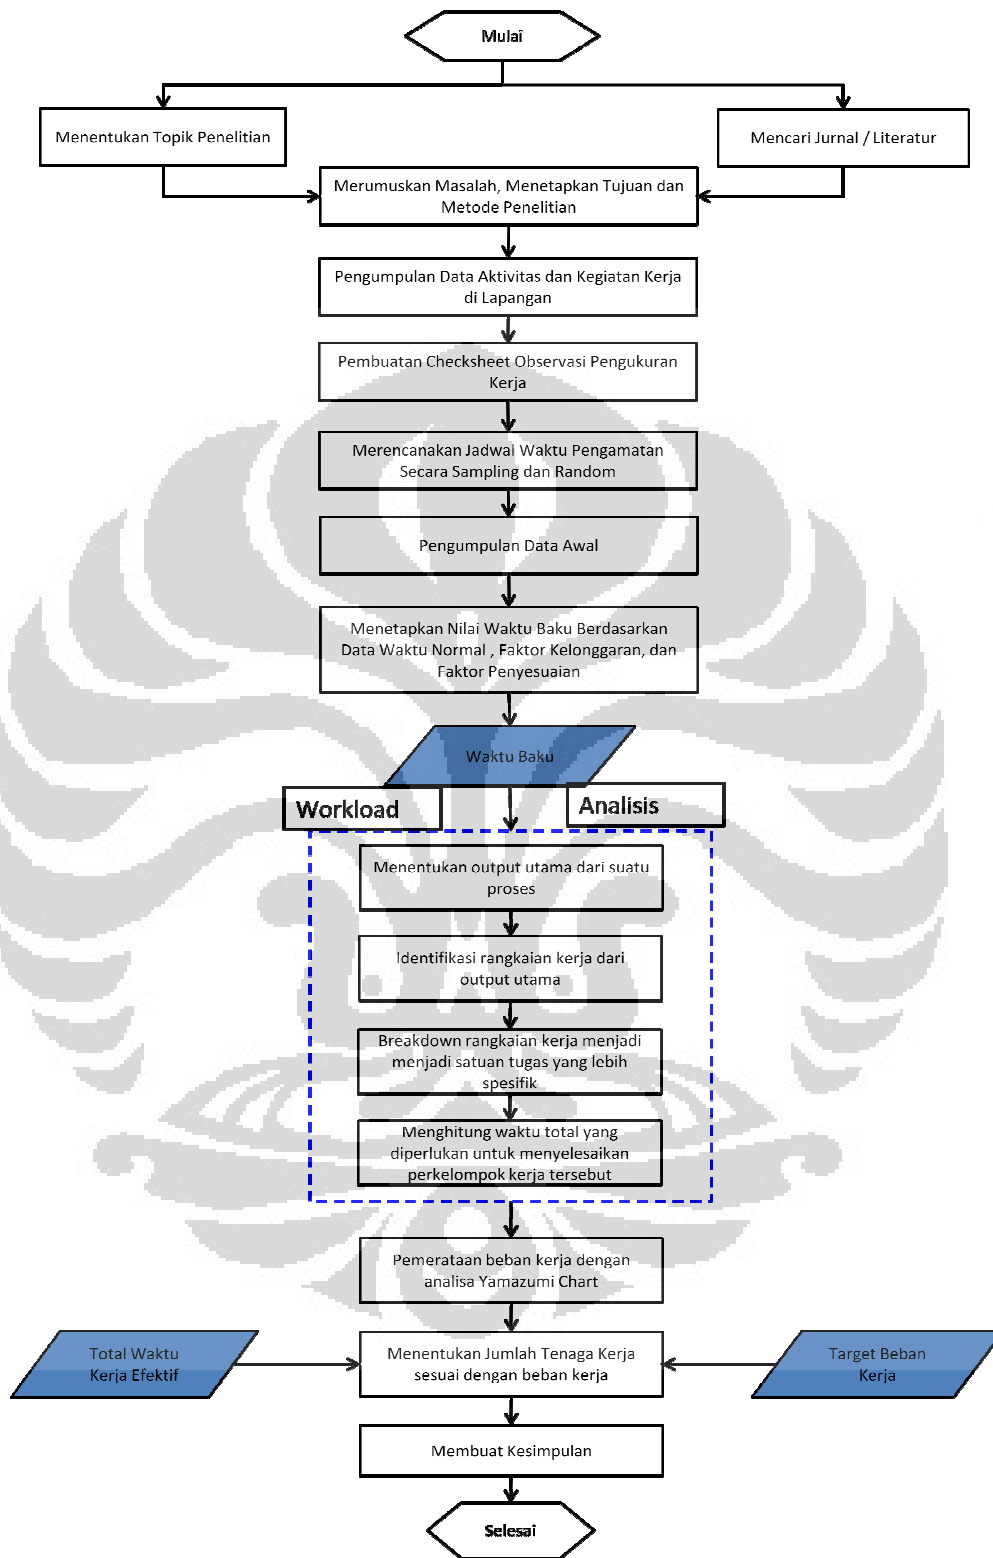 Mulai
Menentukan Topik Penelitian
Mencari Jurnal / Literatur
Merumuskan Masalah, Menetapkan Tujuan dan
Metode Penelitian
Pengumpulan Data Aktivitas dan Kegiatan Kerja
di Lapangan
Pembuatan Checksheet Observasi Pengukuran
Kerja
Merencanakan Jadwal Waktu Pengamatan
Secara Sampling dan Random
Pengumpulan Data Awal
Menetapkan Nilai Waktu Baku Berdasarkan
Data Waktu Normal , Faktor Kelonggaran, dan
Faktor Penyesuaian
Waktu Baku
Workload
Analisis
Menentukan output utama dari suatu
proses
Identifikasi rangkaian kerja dari
output utama
Breakdown rangkaian kerja menjadi
menjadi satuan tugas yang lebih
spesifik
Menghitung waktu total yang
diperlukan untuk menyelesaikan
perkelompok kerja tersebut
Pemerataan beban kerja dengan
analisa Yamazumi Chart
Total Waktu
Kerja Efektif
Menentukan Jumlah Tenaga Kerja
sesuai dengan beban kerja
Target Beban
Kerja
Membuat Kesimpulan
Selesai